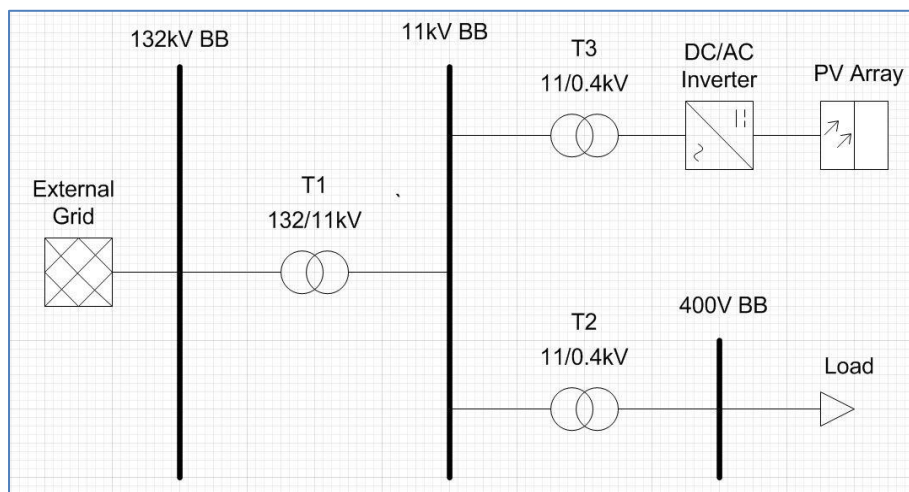 132kV BB
11kV BB
T3
11/0.4kV
DC/AC
Inverter
PV Array
External
Grid
T1
132/11kV
T2
11/0.4kV
400V BB
Load